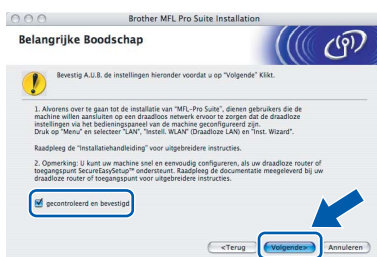 Brother MFL Pro Suite Installation
Belangrijke Boodschap
Bevestig A.U.B. de instellingen hieronder voordat u op "Volgende" Klikt.
1. Alvorens over te gaan tot de installatie van "MFL-Pro Suite", dienen gebruikers die de
machine willen aansluiten op een draadloos netwerk ervoor te zorgen dat de draadloze
instellingen via het bedieningspaneel van de machine geconfigureerd zijn.
Druk op "Menu" en selecteer "LAN", "Instell. WLAN" (Draadloze LAN) en "Inst. Wizard".
Raadpleeg de "Installatiehandleiding" voor uitgebreidere instructies.
2. Opmerking: U kunt uw machine snel en eenvoudig configureren, als uw draadloze router of
toegangspunt SecureEasySetup™ ondersteunt. Raadpleeg de documentatie meegeleverd bij uw
draadloze router of toegangspunt voor uitgebreidere instructies.
gecontroleerd en bevestigd
<Terug Volgende> Annuleren